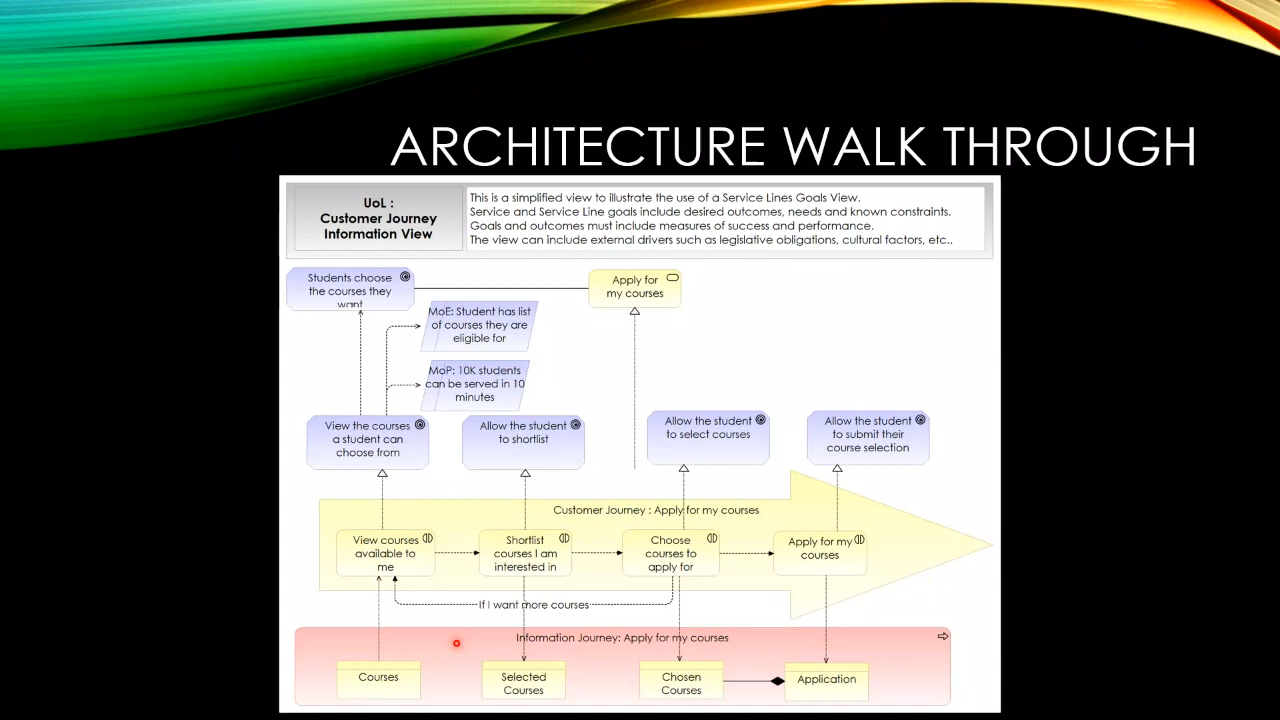 ARCHITECTURE WALK THROUGH
UoL :
Customer Journey
Information View
This is a simplified view to illustrate the use of a Service Lines Goals View.
Service and Service Line goals include desired outcomes, needs and known constraints.
Goals and outcomes must include measures of success and performance.
The view can include external drivers such as legislative obligations, cultural factors, etc..
Students choose
the courses they
want
Apply for
my courses
MoE: Student has list
of courses they are
eligible for
MoP: 10K students
can be served in 10
minutes
View the courses
a student can
choose from
Allow the student
to shortlist
Allow the student
to select courses
Allow the student
to submit their
course selection
Customer Journey : Apply for my courses
View courses
available to
me
Shortlist
courses I am
interested in
Choose
courses to
apply for
Apply for my
courses
If I want more courses
Information Journey: Apply for my courses
Courses
Selected
Courses
Chosen
Courses
Application